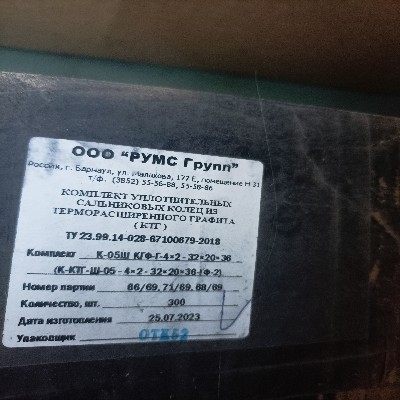 ООО "РУМС Групп"
Россия, г. Барнаул, ул. Малахова, 177 Е, помещение Н-31
т/ф. (3852) 55-56-88, 55-58-86
КОМПЛЕКТ УПЛОТНИТЕЛЬНЫХ
САЛЬНИКОВЫХ КОЛЕЦ ИЗ
ТЕРМОРАСШИРЕННОГО ГРАФИТА
( КТГ )
ТУ 23.99.14-028-67100679-2018
Комплект К-05Ш КГФ-Г-4×2 - 32×20×36
(К-КТГ-Ш-05 - 4×2 - 32×20×36-(Ф-2)
Номер партии 66/69, 71/69, 68/69
Количество, шт. 300
Дата изготовления 25.07.2023
Упаковщик ОТК52